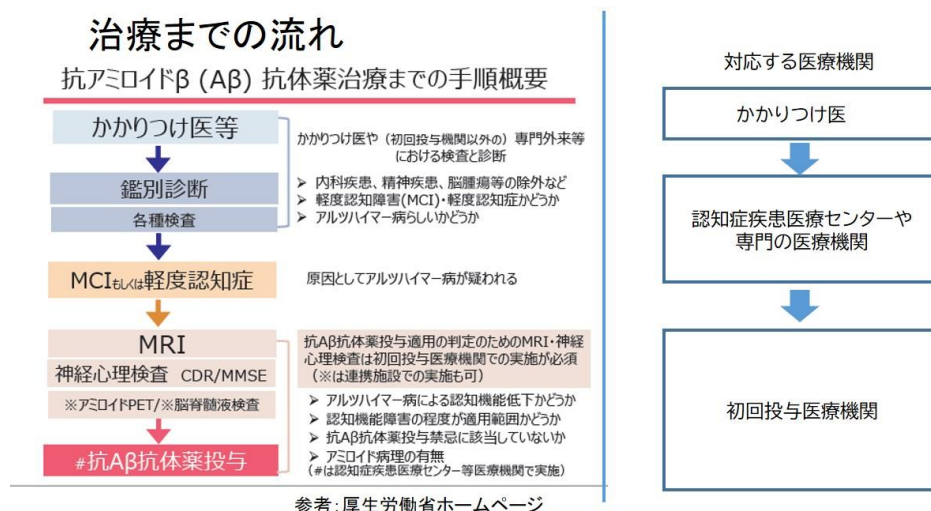 治療までの流れ
抗アミロイドβ (Aβ) 抗体薬治療までの手順概要
かかりつけ医等
かかりつけ医や（初回投与機関以外の）専門外来等
における検査と診断
鑑別診断
各種検査
➤ 内科疾患、精神疾患、脳腫瘍等の除外など
➤ 軽度認知障害(MCI)・軽度認知症かどうか
➤ アルツハイマー病らしいかどうか
MCIもしくは軽度認知症
原因としてアルツハイマー病が疑われる
MRI
神経心理検査 CDR/MMSE
※アミロイドPET/※脳脊髄液検査
抗Aβ抗体薬投与適用の判定のためのMRI・神経
心理検査は初回投与医療機関での実施が必須
（※は連携施設での実施も可）
➤ アルツハイマー病による認知機能低下かどうか
➤ 認知機能障害の程度が適用範囲かどうか
➤ 抗Aβ抗体薬投与禁忌に該当していないか
➤ アミロイド病理の有無
(#は認知症疾患医療センター等医療機関で実施）
#抗Aβ抗体薬投与
参考：厚生労働省ホームページ
対応する医療機関
かかりつけ医
認知症疾患医療センターや
専門の医療機関
初回投与医療機関